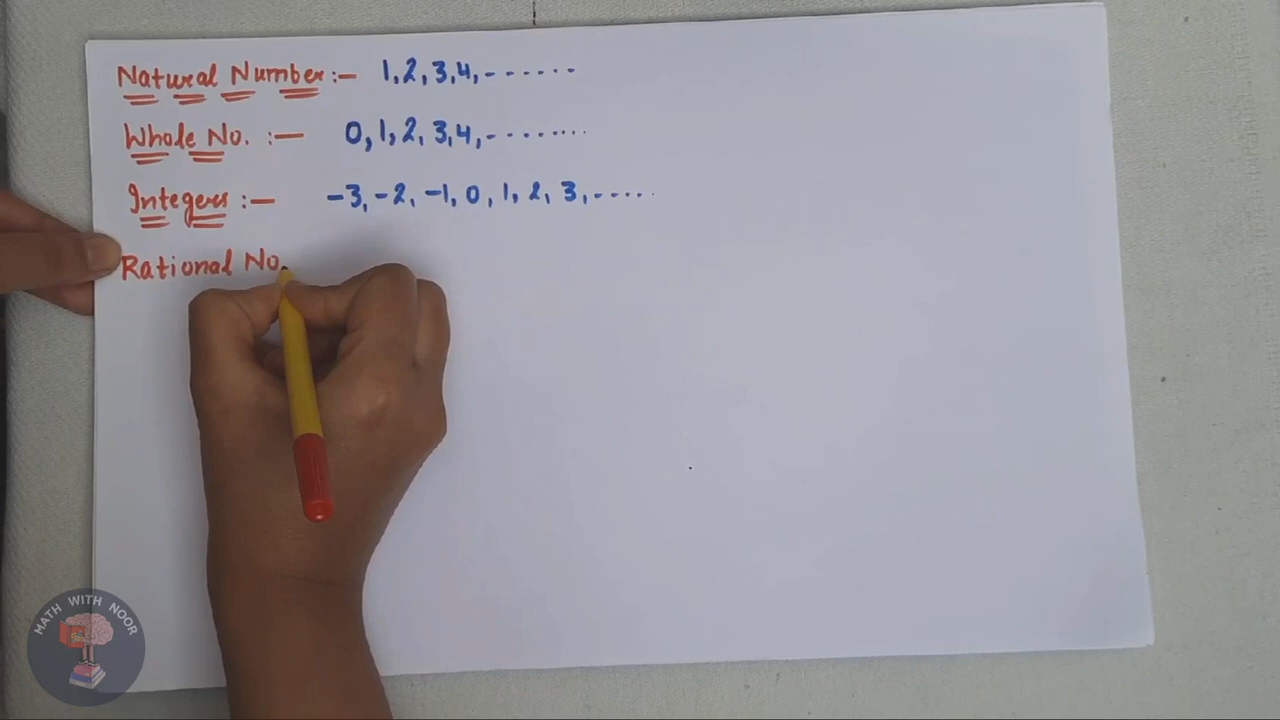 Natural Number :- 1, 2, 3, 4, - - - - - -
Whole No. :- 0, 1, 2, 3, 4, - - - - - ...
Integers :- -3, -2, -1, 0, 1, 2, 3, - - - - .
Rational No.
MATH WITH NOOR